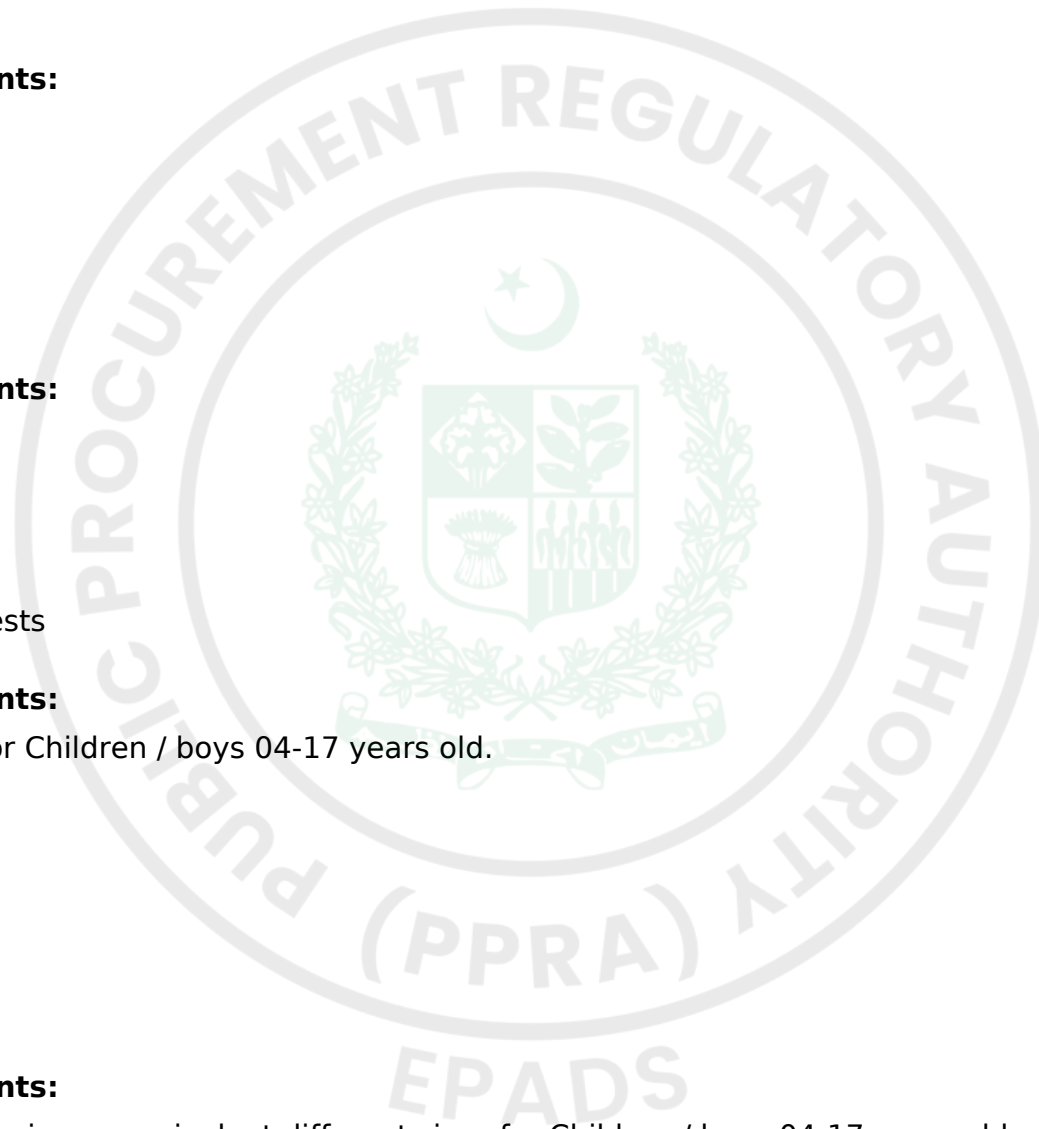 nts:
nts:
ests
nts:
or Children / boys 04-17 years old.
nts:
PUBLIC PROCUREMENT REGULATORY AUTHORITY
(PPRA)
EPADS